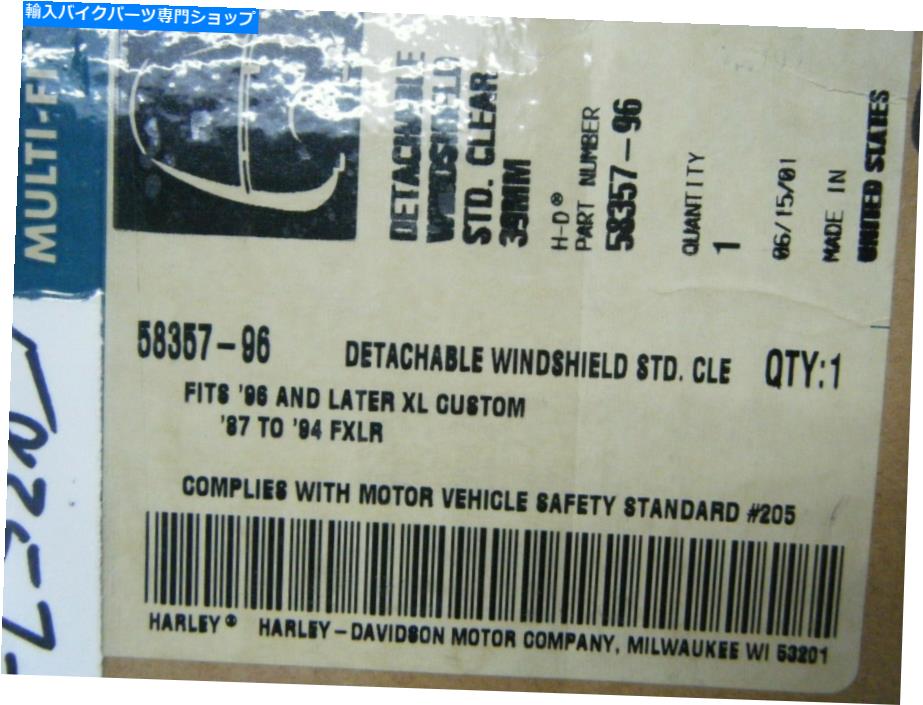 輸入バイクパーツ専門ショップ
DETACHABLE
WINDSHIELD
STD. CLEAR
39MM
H-D®
PART NUMBER
58357-96
QUANTITY
1
06/15/01
MADE IN
UNITED STATES
58357-96 DETACHABLE WINDSHIELD STD. CLE QTY:1
FITS '96 AND LATER XL CUSTOM
'87 TO '94 FXLR
COMPLIES WITH MOTOR VEHICLE SAFETY STANDARD #205
HARLEY® HARLEY-DAVIDSON MOTOR COMPANY, MILWAUKEE WI 53201